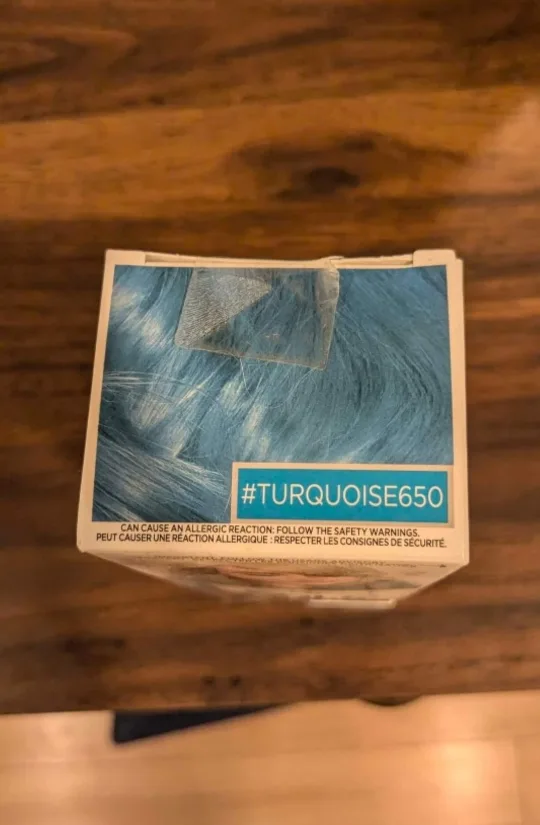 #TURQUOISE650
CAN CAUSE AN ALLERGIC REACTION: FOLLOW THE SAFETY WARNINGS.
PEUT CAUSER UNE RÉACTION ALLERGIQUE : RESPECTER LES CONSIGNES DE SÉCURITÉ.